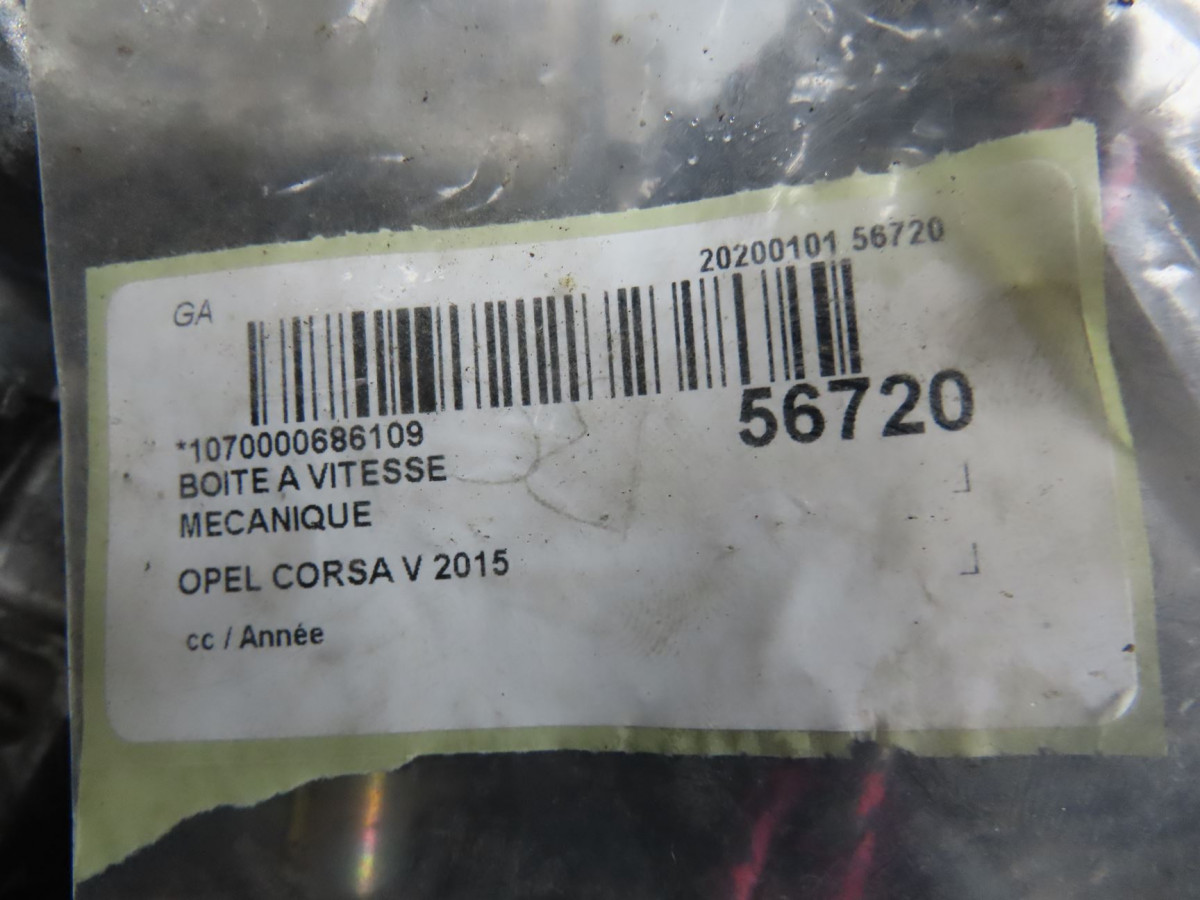 20200101 56720
GA
56720
*1070000686109
BOITE A VITESSE
MECANIQUE
OPEL CORSA V 2015
cc / Année